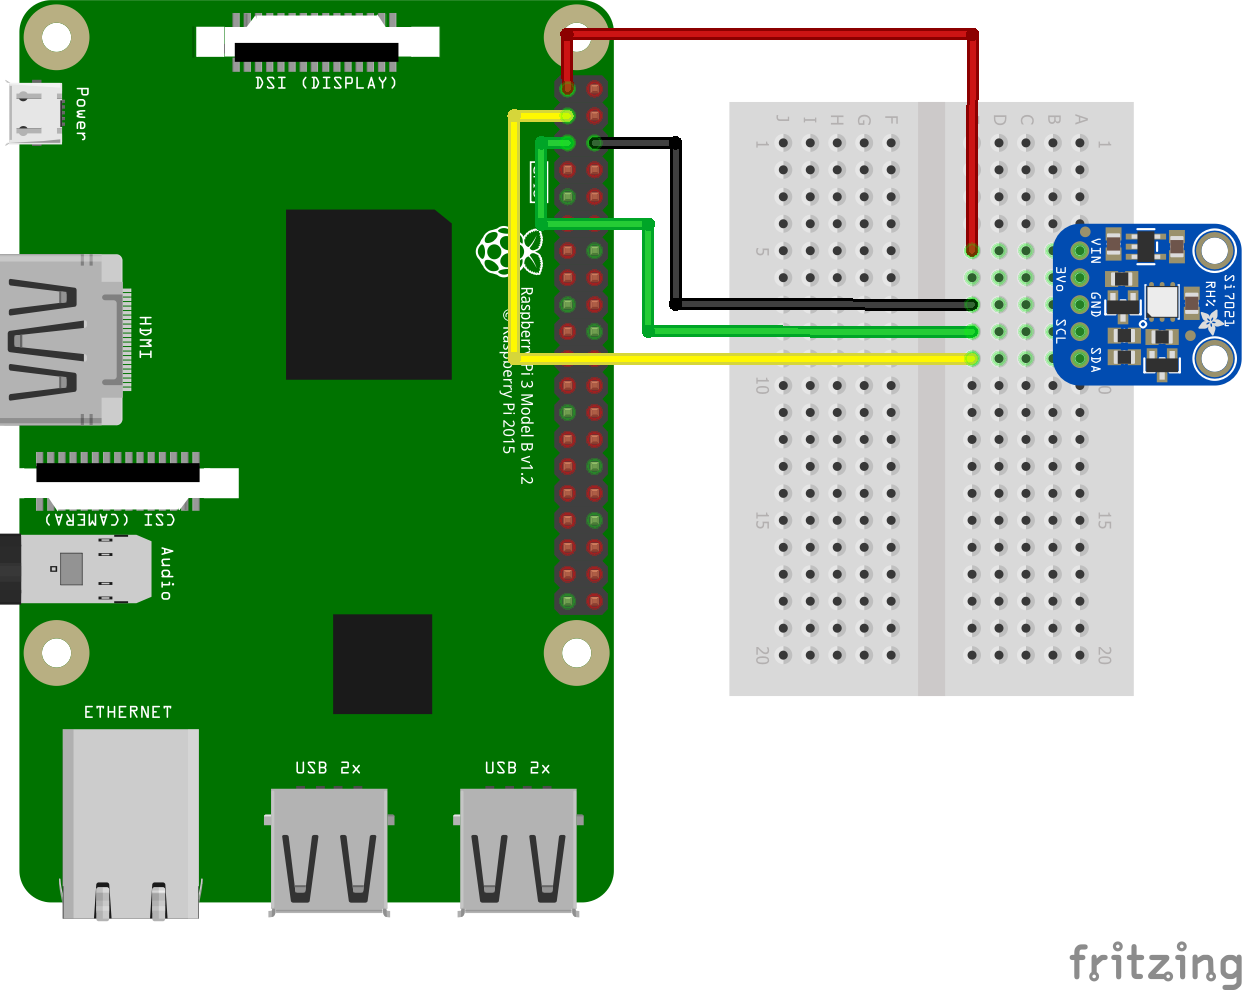 DSI (DISPLAY)
Power
HDMI
Raspberry Pi 3 Model B v1.2
© Raspberry Pi 2015
CSI (CAMERA)
Audio
ETHERNET
USB 2x
USB 2x
J I H G F D C B A
1 1
5
10
15 15
20 20
VIN
3Vo
GND
SCL
SDA
Si7021
RH%
fritzing